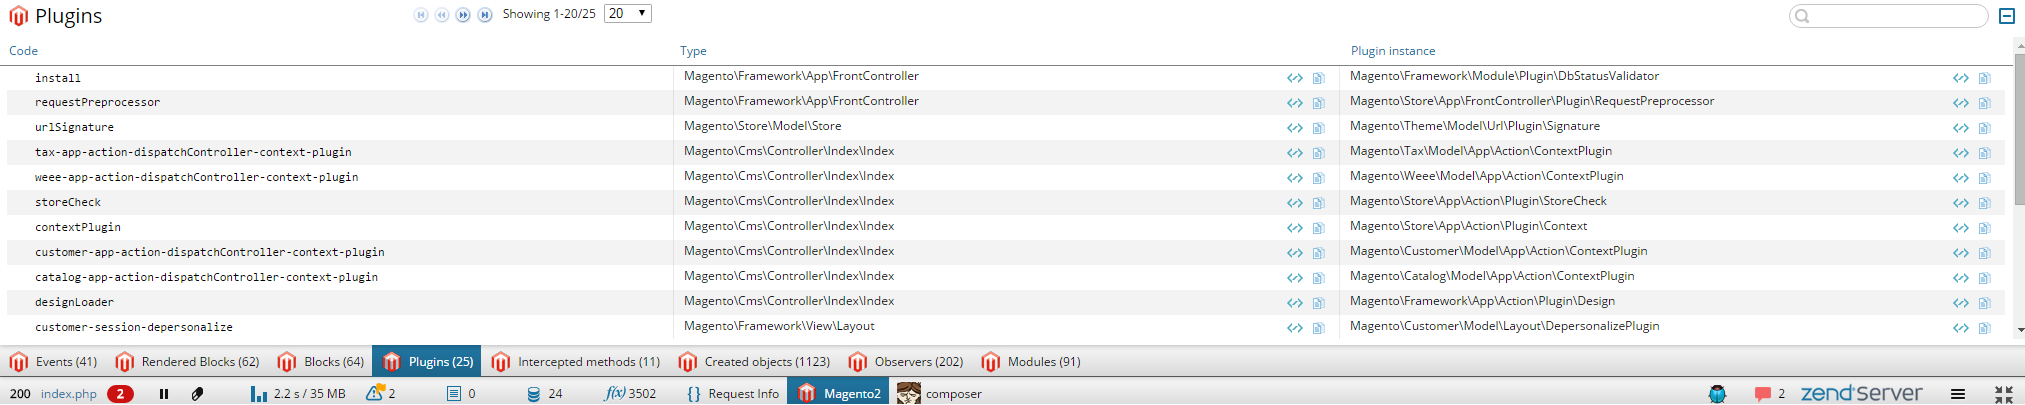 Plugins Showing 1-20/25 20
Code Type Plugin instance
install Magento\Framework\App\FrontController Magento\Framework\Module\Plugin\DbStatusValidator
requestPreprocessor Magento\Framework\App\FrontController Magento\Store\App\FrontController\Plugin\RequestPreprocessor
urlSignature Magento\Store\Model\Store Magento\Theme\Model\Url\Plugin\Signature
tax-app-action-dispatchController-context-plugin Magento\Cms\Controller\Index\Index Magento\Tax\Model\App\Action\ContextPlugin
weee-app-action-dispatchController-context-plugin Magento\Cms\Controller\Index\Index Magento\Weee\Model\App\Action\ContextPlugin
storeCheck Magento\Cms\Controller\Index\Index Magento\Store\App\Action\Plugin\StoreCheck
contextPlugin Magento\Cms\Controller\Index\Index Magento\Store\App\Action\Plugin\Context
customer-app-action-dispatchController-context-plugin Magento\Cms\Controller\Index\Index Magento\Customer\Model\App\Action\ContextPlugin
catalog-app-action-dispatchController-context-plugin Magento\Cms\Controller\Index\Index Magento\Catalog\Model\App\Action\ContextPlugin
designLoader Magento\Cms\Controller\Index\Index Magento\Framework\App\Action\Plugin\Design
customer-session-depersonalize Magento\Framework\View\Layout Magento\Customer\Model\Layout\DepersonalizePlugin
Events (41) Rendered Blocks (62) Blocks (64) Plugins (25) Intercepted methods (11) Created objects (1123) Observers (202) Modules (91)
200 index.php 2 2.2 s / 35 MB 2 0 24 f(x) 3502 {} Request Info Magento2 composer 2 zend Server